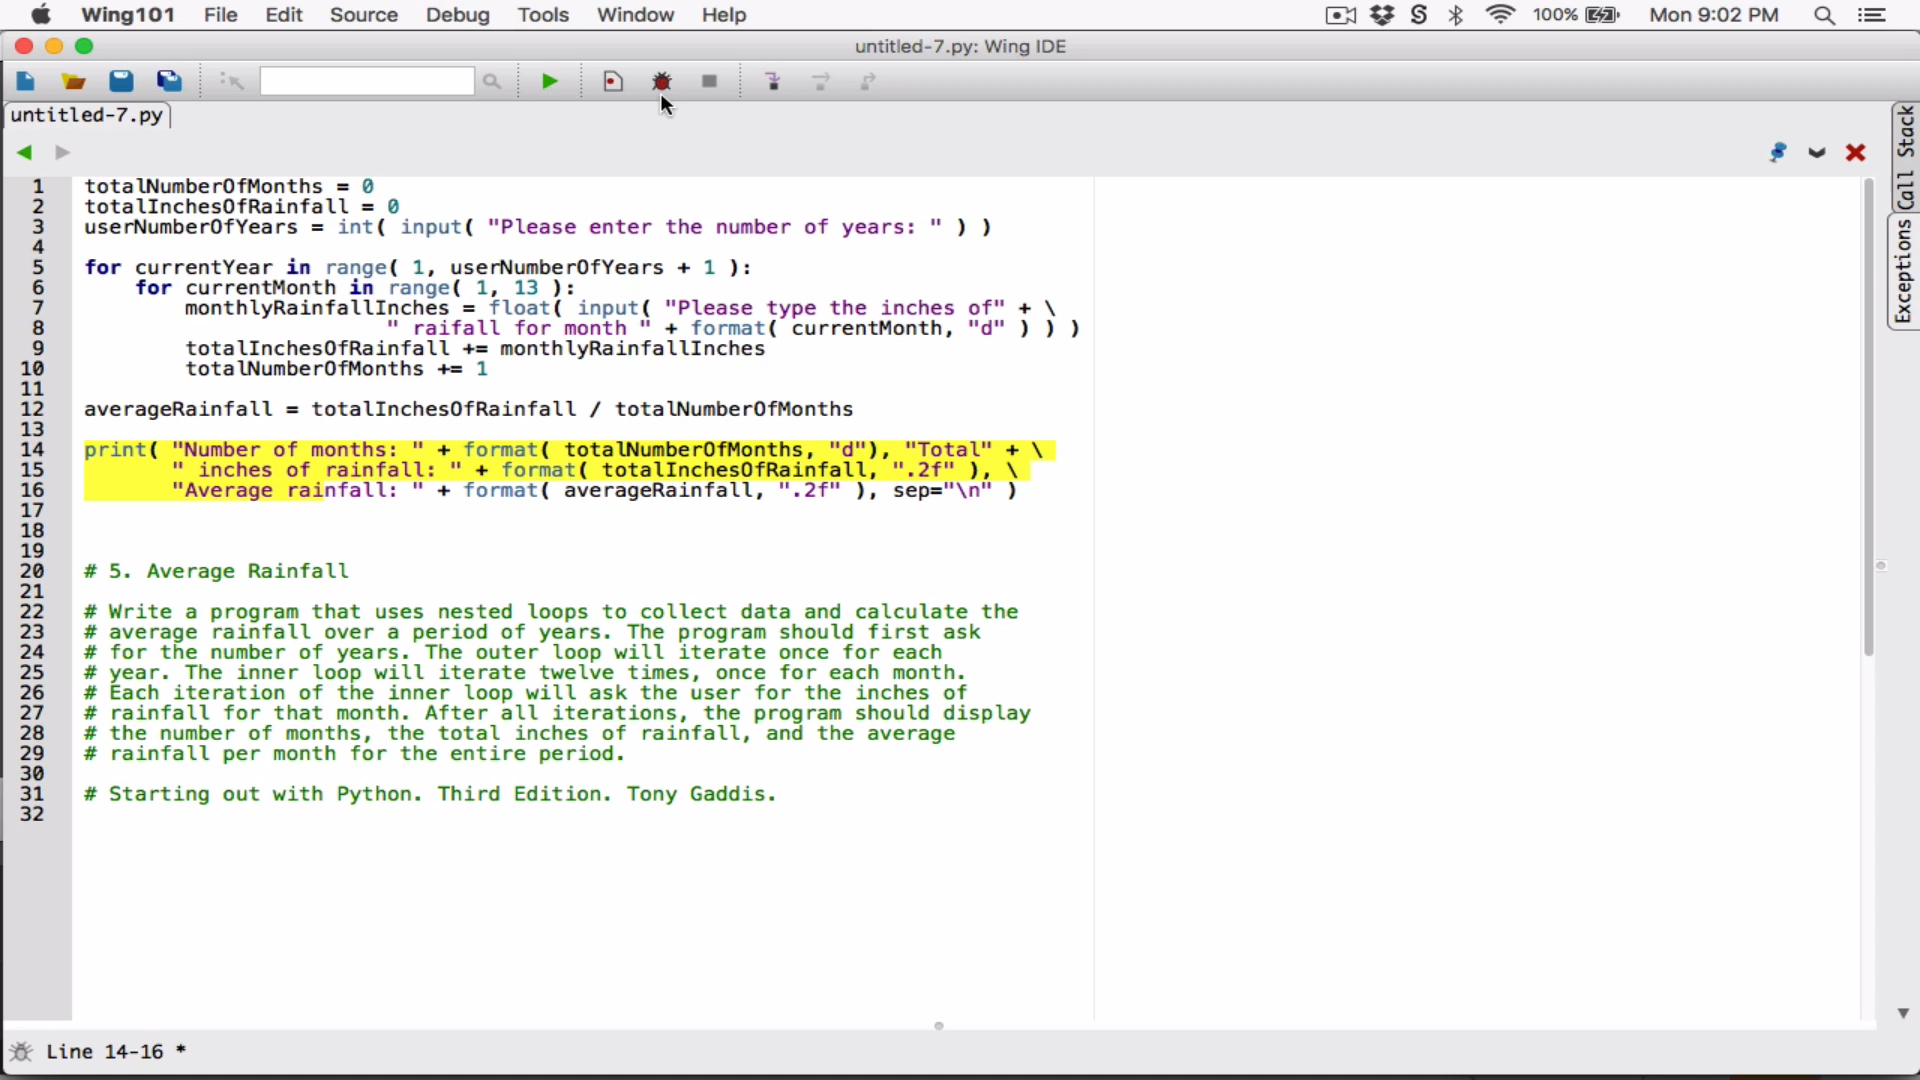 Wing101 File Edit Source Debug Tools Window Help 100% Mon 9:02 PM
untitled-7.py: Wing IDE
untitled-7.py
1 totalNumberOfMonths = 0
2 totalInchesOfRainfall = 0
3 userNumberOfYears = int( input( "Please enter the number of years: " ) )
4
5 for currentYear in range( 1, userNumberOfYears + 1 ):
6     for currentMonth in range( 1, 13 ):
7         monthlyRainfallInches = float( input( "Please type the inches of" + \
8                         " raifall for month " + format( currentMonth, "d" ) ) )
9         totalInchesOfRainfall += monthlyRainfallInches
10         totalNumberOfMonths += 1
11
12 averageRainfall = totalInchesOfRainfall / totalNumberOfMonths
13
14 print( "Number of months: " + format( totalNumberOfMonths, "d"), "Total" + \
15        " inches of rainfall: " + format( totalInchesOfRainfall, ".2f" ), \
16        "Average rainfall: " + format( averageRainfall, ".2f" ), sep="\n" )
17
18
19
20 # 5. Average Rainfall
21
22 # Write a program that uses nested loops to collect data and calculate the
23 # average rainfall over a period of years. The program should first ask
24 # for the number of years. The outer loop will iterate once for each
25 # year. The inner loop will iterate twelve times, once for each month.
26 # Each iteration of the inner loop will ask the user for the inches of
27 # rainfall for that month. After all iterations, the program should display
28 # the number of months, the total inches of rainfall, and the average
29 # rainfall per month for the entire period.
30
31 # Starting out with Python. Third Edition. Tony Gaddis.
32
Call Stack
Exceptions
Line 14-16 *